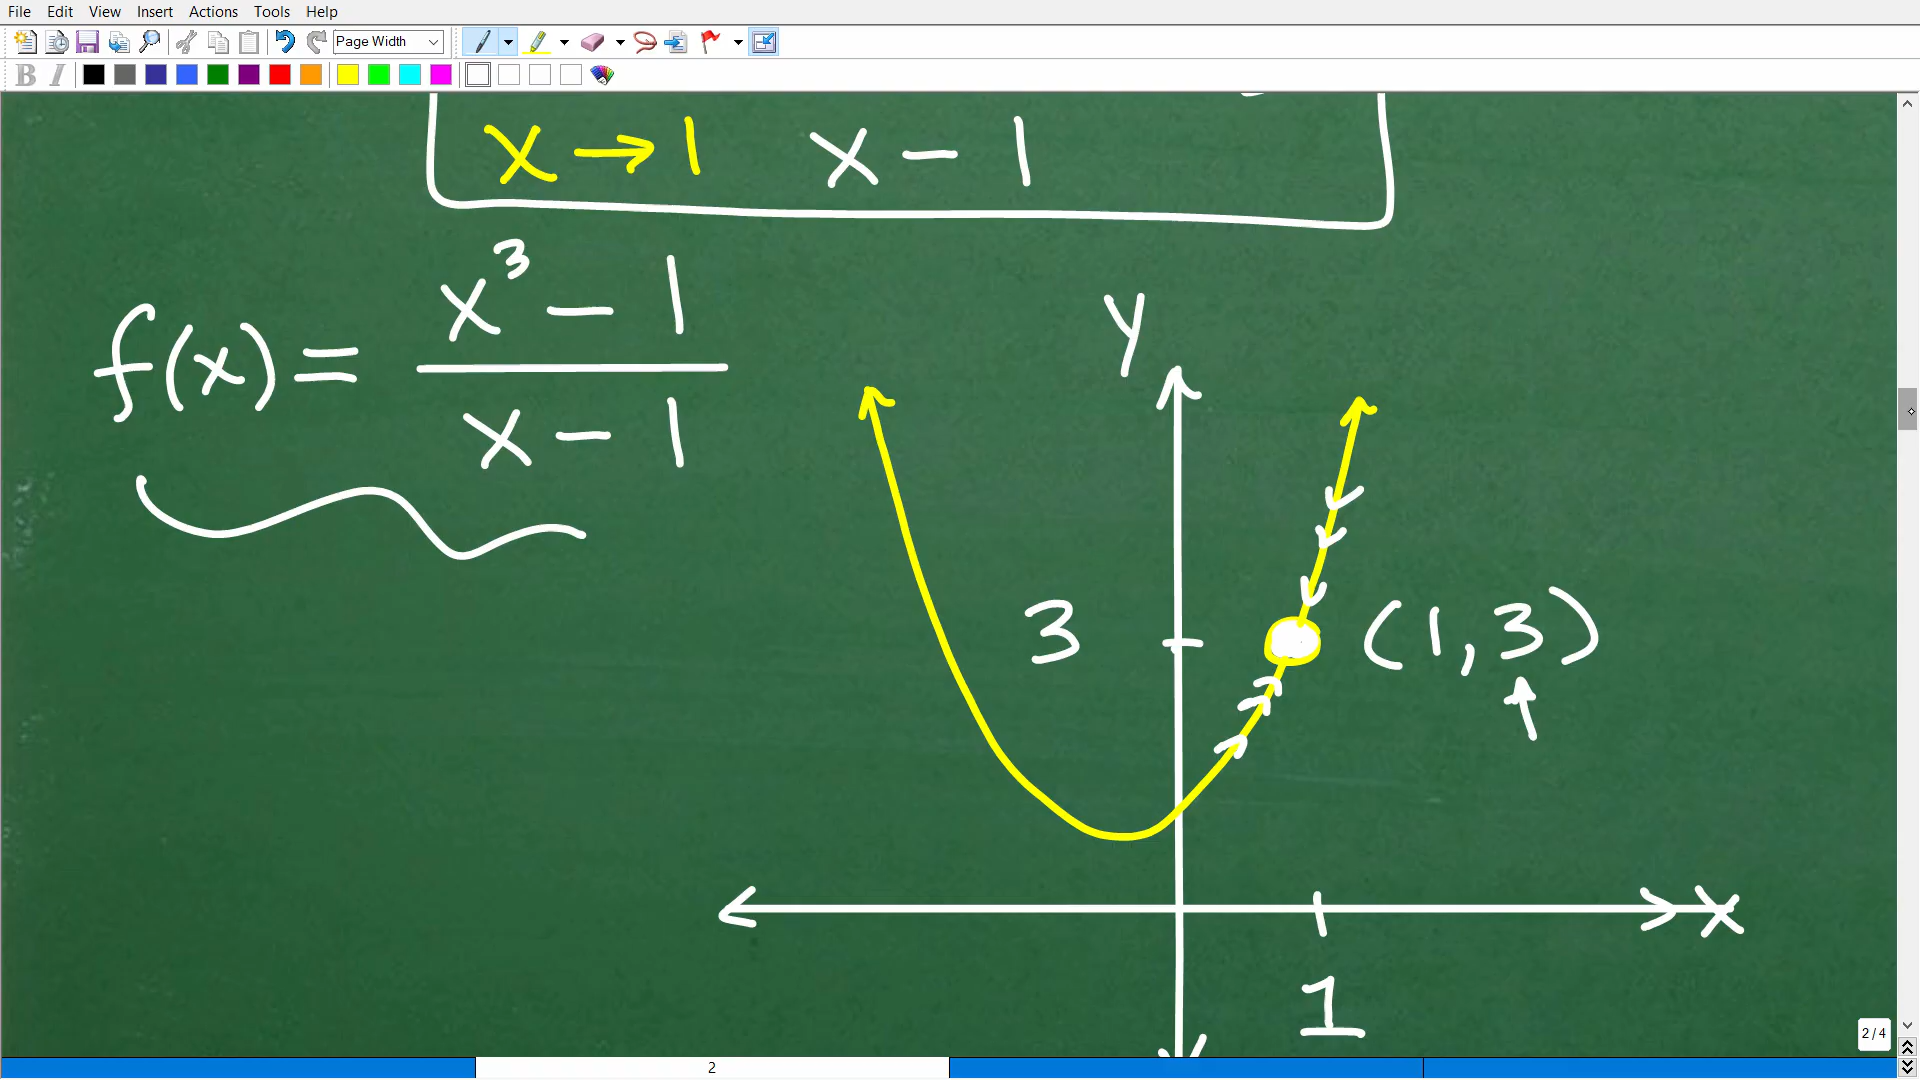 File Edit View Insert Actions Tools Help
Page Width
B I
x → 1 x - 1
f(x) = x³ - 1 / x - 1
y
3
(1, 3)
x
1
2 / 4
2